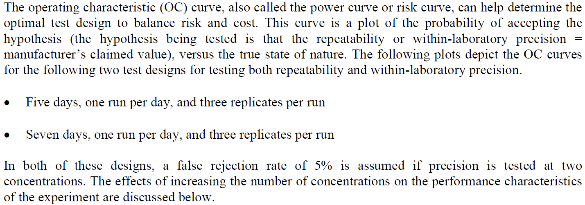 The operating characteristic (OC) curve, also called the power curve or risk curve, can help determine the
optimal test design to balance risk and cost. This curve is a plot of the probability of accepting the
hypothesis (the hypothesis being tested is that the repeatability or within-laboratory precision =
manufacturer's claimed value), versus the true state of nature. The following plots depict the OC curves
for the following two test designs for testing both repeatability and within-laboratory precision.
• Five days, one run per day, and three replicates per run
• Seven days, one run per day, and three replicates per run
In both of these designs, a false rejection rate of 5% is assumed if precision is tested at two
concentrations. The effects of increasing the number of concentrations on the performance characteristics
of the experiment are discussed below.